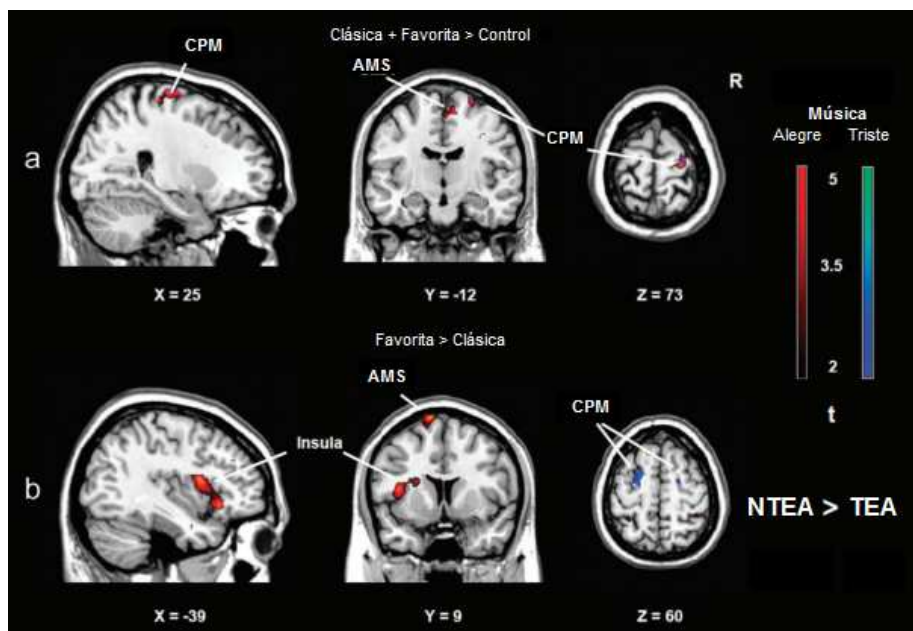 Clásica + Favorita > Control
CPM
AMS
CPM
R
a
X = 25
Y = -12
Z = 73
Música
Alegre
Triste
5
3.5
2
t
Favorita > Clásica
AMS
CPM
Insula
b
NTEA > TEA
X = -39
Y = 9
Z = 60